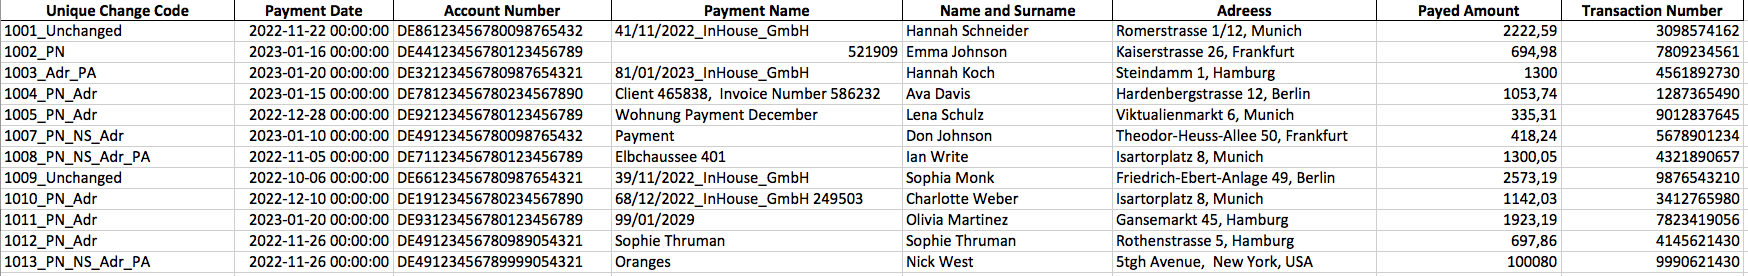 Unique Change Code Payment Date Account Number Payment Name Name and Surname Adreess Payed Amount Transaction Number
1001_Unchanged 2022-11-22 00:00:00 DE86123456780098765432 41/11/2022_InHouse_GmbH Hannah Schneider Romerstrasse 1/12, Munich 2222,59 3098574162
1002_PN 2023-01-16 00:00:00 DE44123456780123456789 521909 Emma Johnson Kaiserstrasse 26, Frankfurt 694,98 7809234561
1003_Adr_PA 2023-01-20 00:00:00 DE32123456780987654321 81/01/2023_InHouse_GmbH Hannah Koch Steindamm 1, Hamburg 1300 4561892730
1004_PN_Adr 2023-01-15 00:00:00 DE78123456780234567890 Client 465838, Invoice Number 586232 Ava Davis Hardenbergstrasse 12, Berlin 1053,74 1287365490
1005_PN_Adr 2022-12-28 00:00:00 DE92123456780123456789 Wohnung Payment December Lena Schulz Viktualienmarkt 6, Munich 335,31 9012837645
1007_PN_NS_Adr 2023-01-10 00:00:00 DE49123456780098765432 Payment Don Johnson Theodor-Heuss-Allee 50, Frankfurt 418,24 5678901234
1008_PN_NS_Adr_PA 2022-11-05 00:00:00 DE71123456780123456789 Elbchaussee 401 Ian Write Isartorplatz 8, Munich 1300,05 4321890657
1009_Unchanged 2022-10-06 00:00:00 DE66123456780987654321 39/11/2022_InHouse_GmbH Sophia Monk Friedrich-Ebert-Anlage 49, Berlin 2573,19 9876543210
1010_PN_Adr 2022-12-10 00:00:00 DE19123456780234567890 68/12/2022_InHouse_GmbH 249503 Charlotte Weber Isartorplatz 8, Munich 1142,03 3412765980
1011_PN_Adr 2023-01-20 00:00:00 DE93123456780123456789 99/01/2029 Olivia Martinez Gansemarkt 45, Hamburg 1923,19 7823419056
1012_PN_Adr 2022-11-26 00:00:00 DE49123456780989054321 Sophie Thruman Sophie Thruman Rothenstrasse 5, Hamburg 697,86 4145621430
1013_PN_NS_Adr_PA 2022-11-26 00:00:00 DE49123456789999054321 Oranges Nick West 5tgh Avenue, New York, USA 100080 9990621430